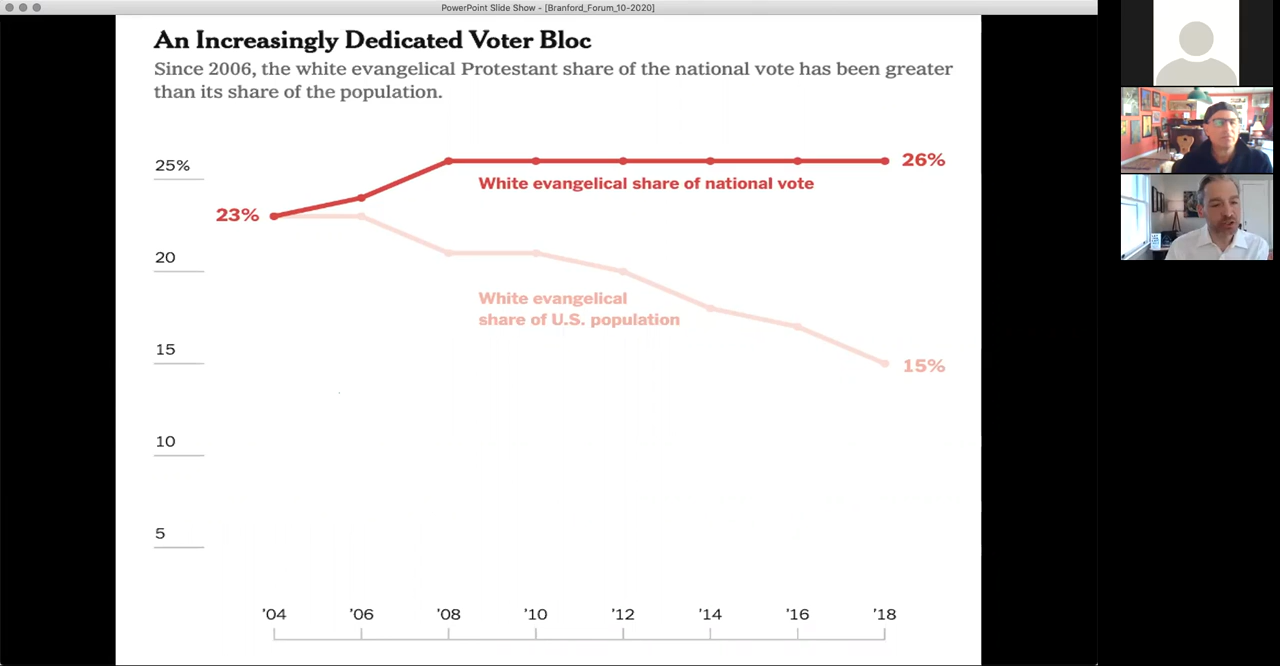 PowerPoint Slide Show - [Branford_Forum_10-2020]
An Increasingly Dedicated Voter Bloc
Since 2006, the white evangelical Protestant share of the national vote has been greater
than its share of the population.
25%
26%
White evangelical share of national vote
23%
20
White evangelical
share of U.S. population
15
15%
10
5
'04 '06 '08 '10 '12 '14 '16 '18